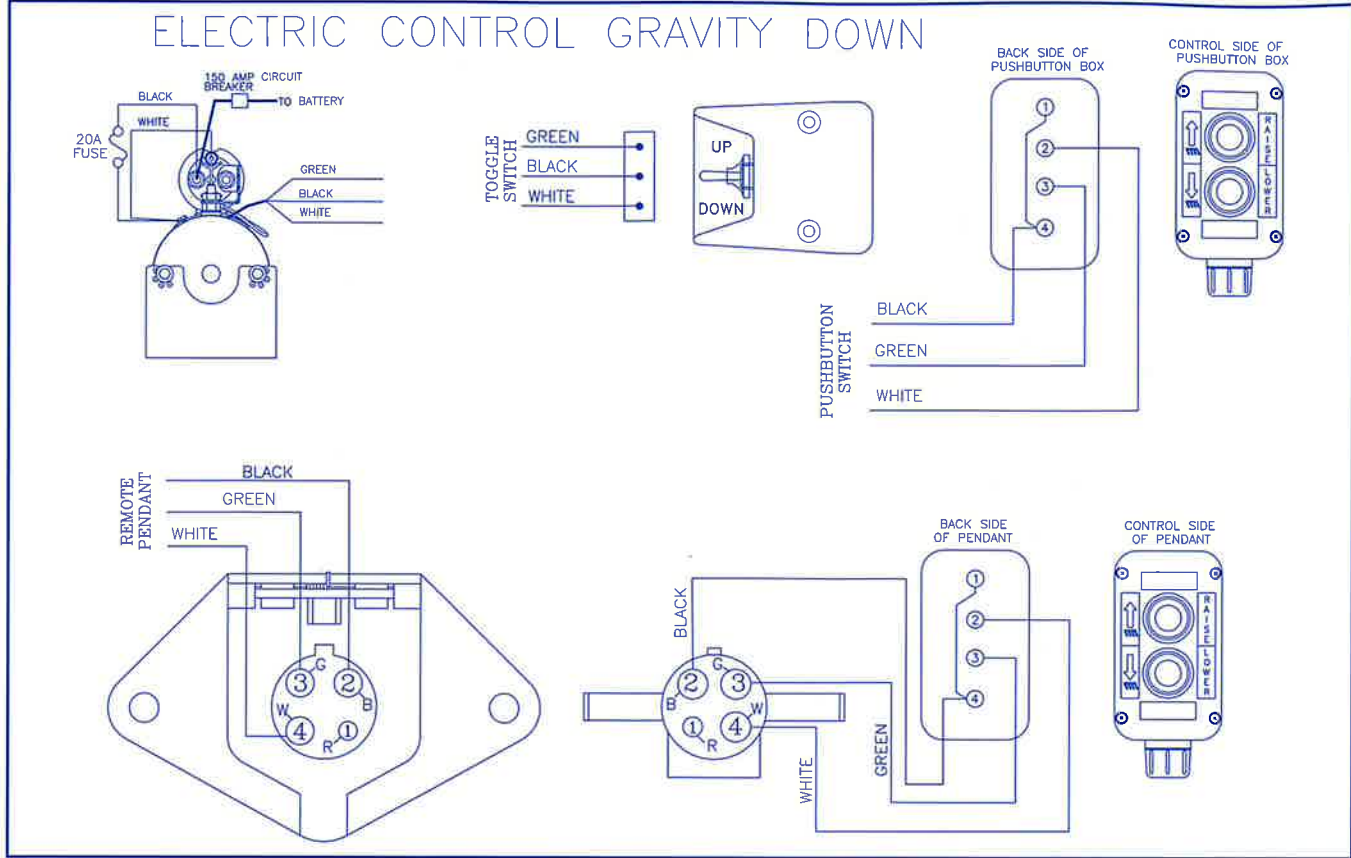 ELECTRIC CONTROL GRAVITY DOWN
150 AMP CIRCUIT
BREAKER
TO BATTERY
BLACK
WHITE
20A
FUSE
GREEN
BLACK
WHITE
TOGGLE
SWITCH
GREEN
BLACK
WHITE
UP
DOWN
BACK SIDE OF
PUSHBUTTON BOX
1
2
3
4
CONTROL SIDE OF
PUSHBUTTON BOX
RAISE
LOWER
PUSHBUTTON
SWITCH
BLACK
GREEN
WHITE
REMOTE
PENDANT
BLACK
GREEN
WHITE
G
3
2
B
W
4
1
R
BLACK
G
2
3
B
W
1
4
R
WHITE
GREEN
BACK SIDE
OF PENDANT
1
2
3
4
CONTROL SIDE
OF PENDANT
RAISE
LOWER